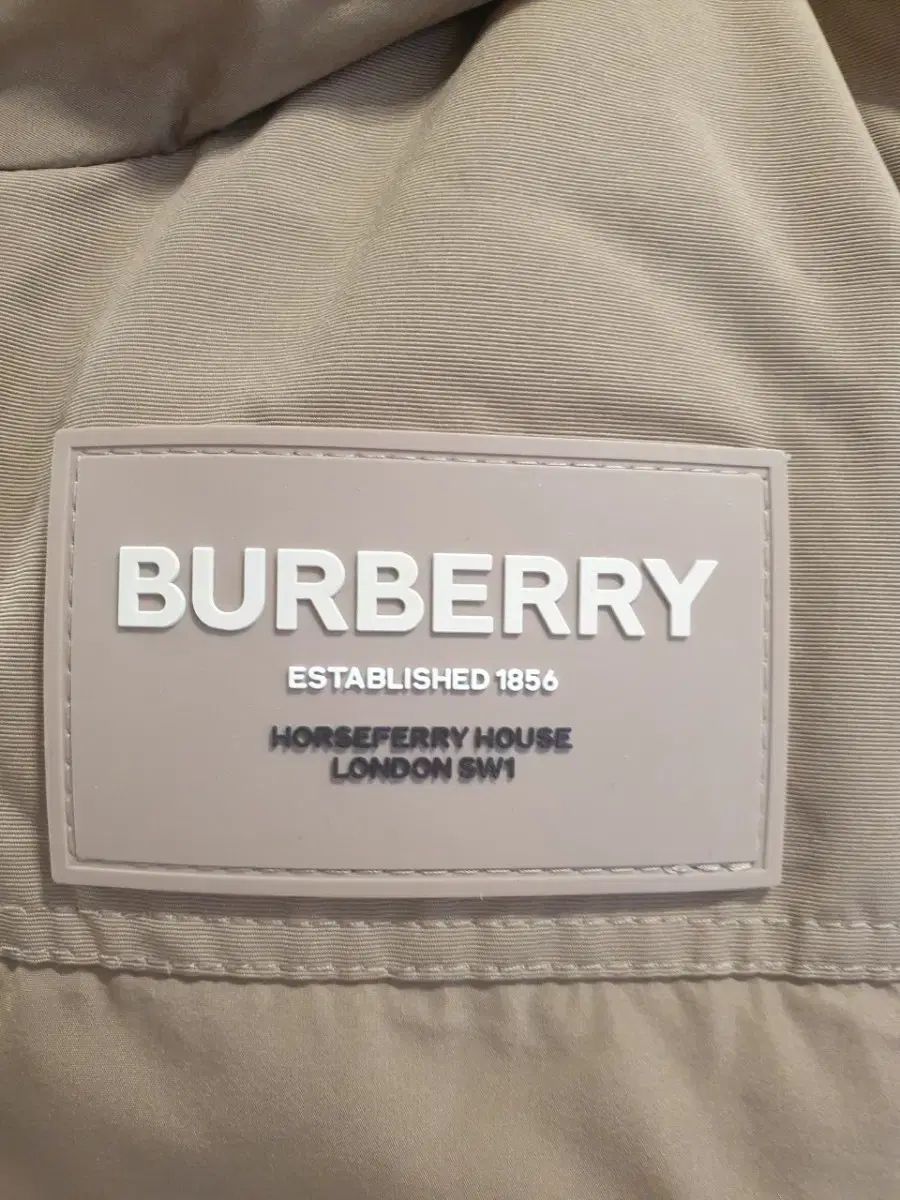 BURBERRY
ESTABLISHED 1856
HORSEFERRY HOUSE
LONDON SW1